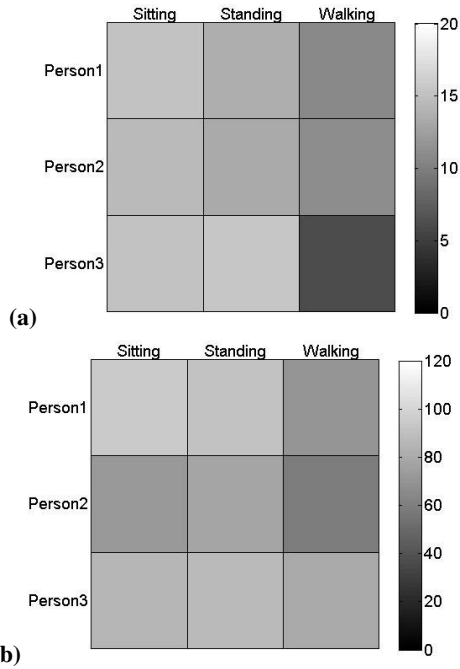 Sitting Standing Walking
20
Person1
15
Person2
10
5
Person3
0
(a)
Sitting Standing Walking
120
Person1
100
80
Person2
60
40
Person3
20
0
b)